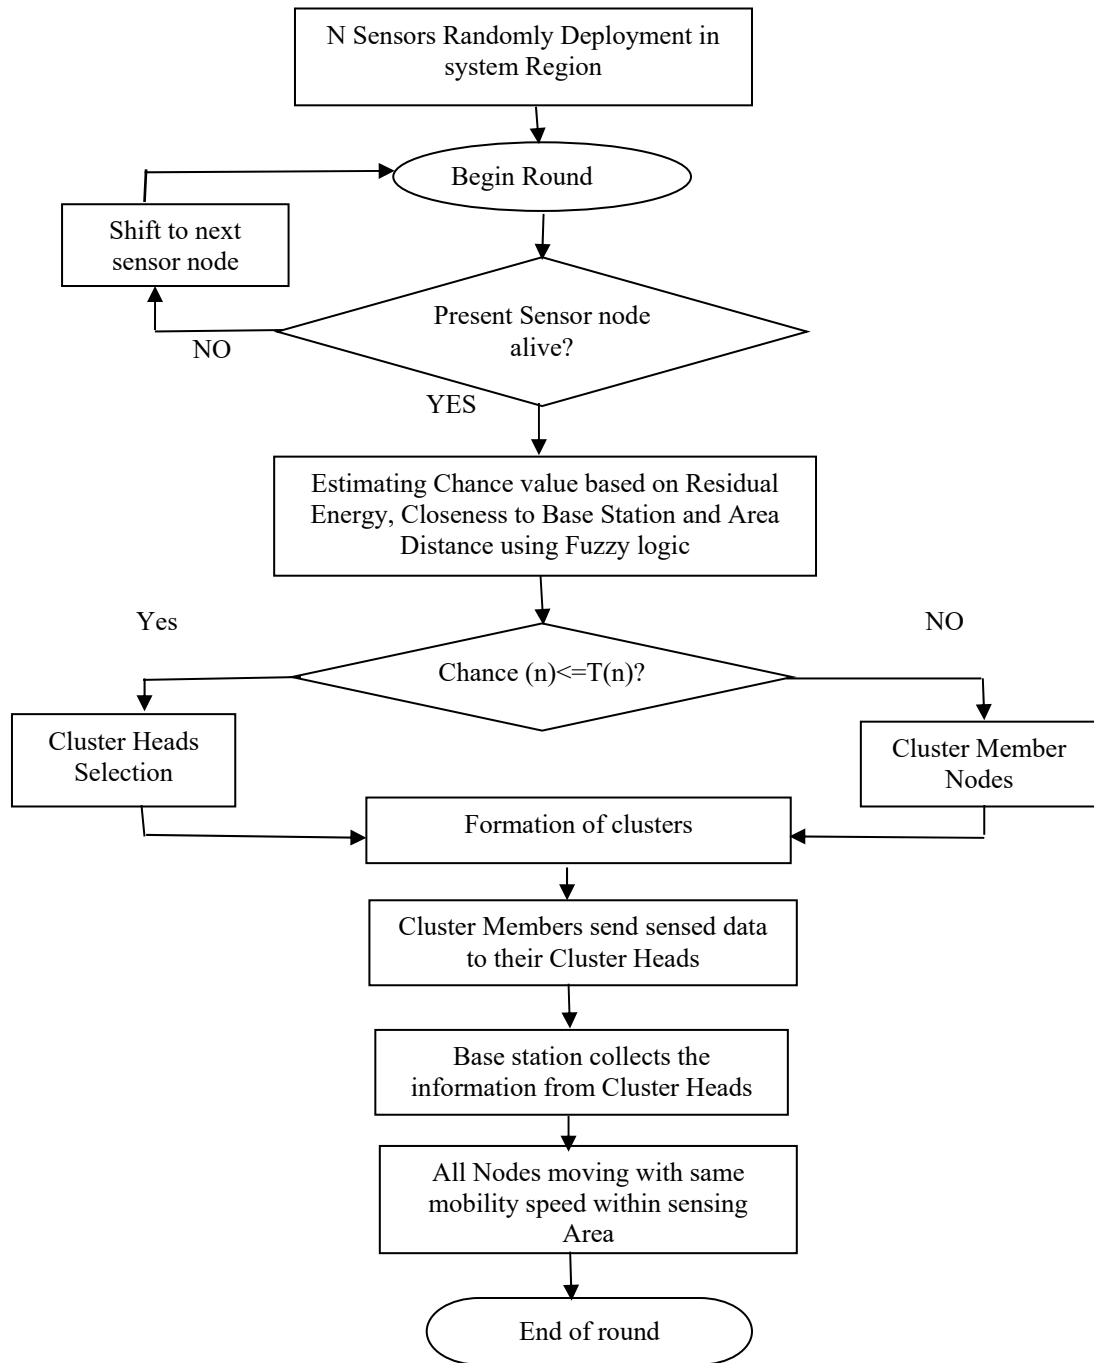 N Sensors Randomly Deployment in
system Region
Begin Round
Shift to next
sensor node
Present Sensor node
alive?
NO
YES
Estimating Chance value based on Residual
Energy, Closeness to Base Station and Area
Distance using Fuzzy logic
Yes
NO
Chance (n)<=T(n)?
Cluster Heads
Selection
Cluster Member
Nodes
Formation of clusters
Cluster Members send sensed data
to their Cluster Heads
Base station collects the
information from Cluster Heads
All Nodes moving with same
mobility speed within sensing
Area
End of round